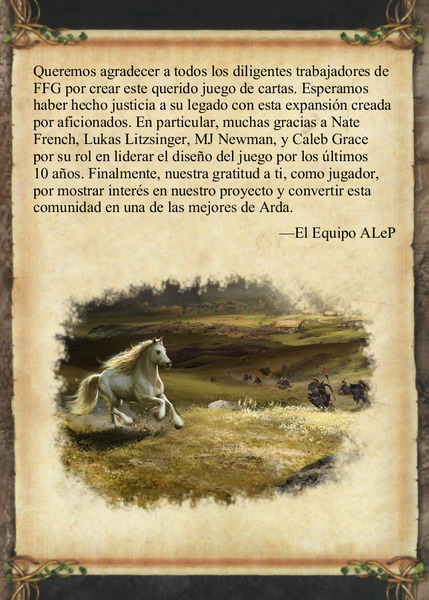 Queremos agradecer a todos los diligentes trabajadores de
FFG por crear este querido juego de cartas. Esperamos
haber hecho justicia a su legado con esta expansión creada
por aficionados. En particular, muchas gracias a Nate
French, Lukas Litzsinger, MJ Newman, y Caleb Grace
por su rol en liderar el diseño del juego por los últimos
10 años. Finalmente, nuestra gratitud a ti, como jugador,
por mostrar interés en nuestro proyecto y convertir esta
comunidad en una de las mejores de Arda.
—El Equipo ALeP